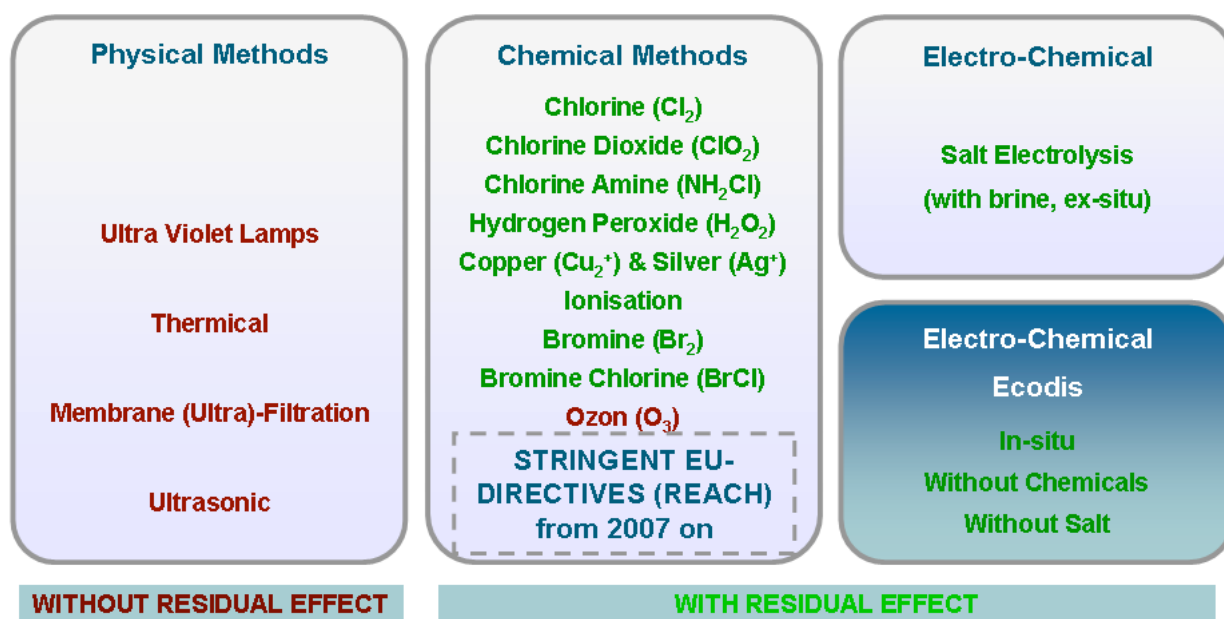 Physical Methods
Ultra Violet Lamps
Thermical
Membrane (Ultra)-Filtration
Ultrasonic
WITHOUT RESIDUAL EFFECT
Chemical Methods
Chlorine (Cl₂)
Chlorine Dioxide (ClO₂)
Chlorine Amine (NH₂Cl)
Hydrogen Peroxide (H₂O₂)
Copper (Cu₂⁺) & Silver (Ag⁺)
Ionisation
Bromine (Br₂)
Bromine Chlorine (BrCl)
Ozon (O₃)
STRINGENT EU-
DIRECTIVES (REACH)
from 2007 on
Electro-Chemical
Salt Electrolysis
(with brine, ex-situ)
Electro-Chemical
Ecodis
In-situ
Without Chemicals
Without Salt
WITH RESIDUAL EFFECT